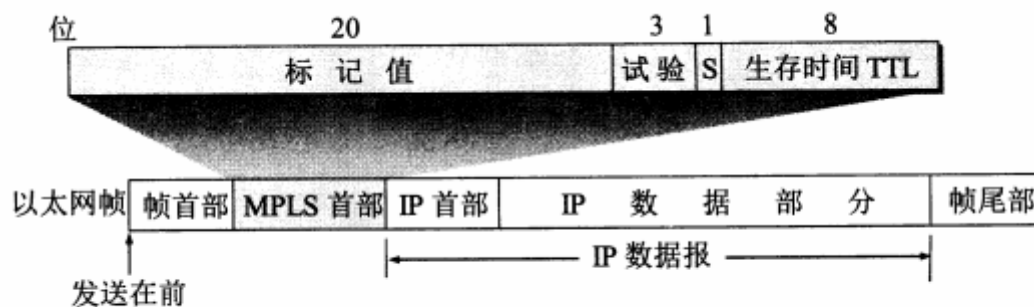 位 20 3 1 8
标记值 试验 S 生存时间 TTL
以太网帧 帧首部 MPLS 首部 IP 首部 IP 数据部分 帧尾部
IP 数据报
发送在前